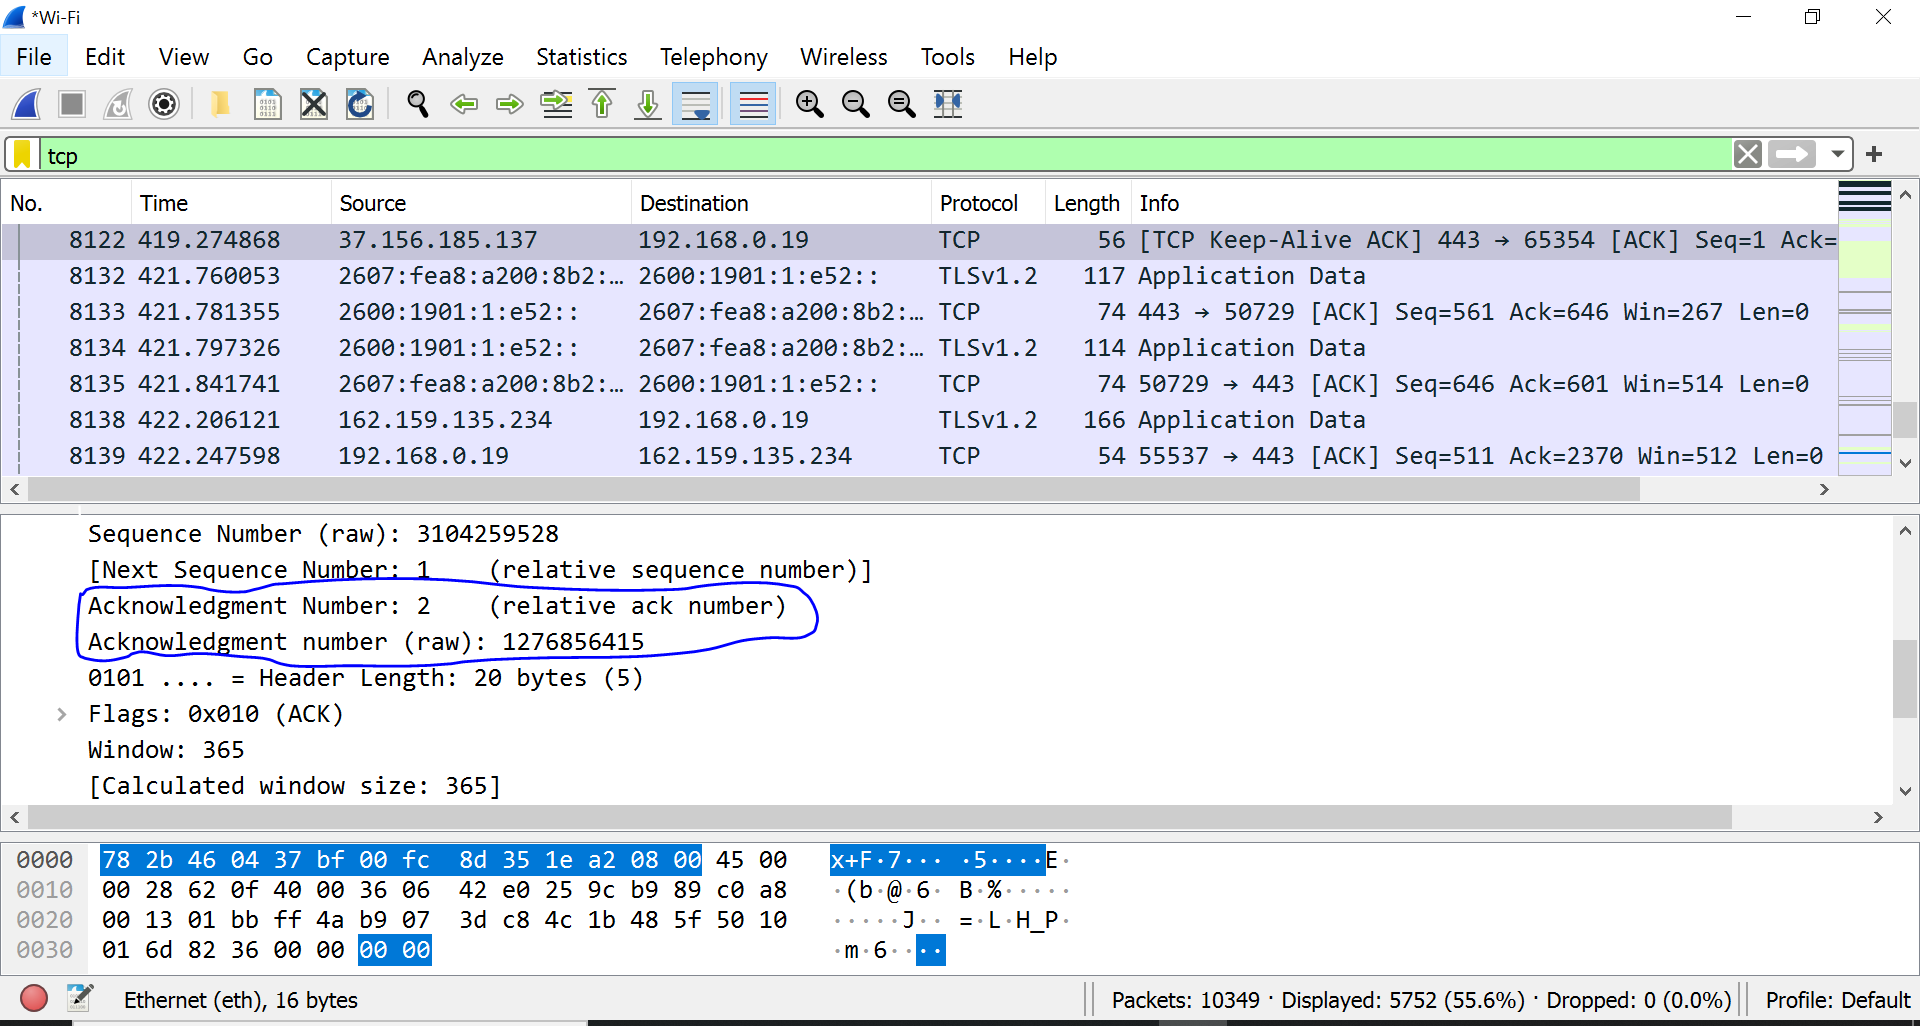 *Wi-Fi
File Edit View Go Capture Analyze Statistics Telephony Wireless Tools Help
tcp
No. Time Source Destination Protocol Length Info
8122 419.274868 37.156.185.137 192.168.0.19 TCP 56 [TCP Keep-Alive ACK] 443 → 65354 [ACK] Seq=1 Ack=
8132 421.760053 2607:fea8:a200:8b2:… 2600:1901:1:e52:: TLSv1.2 117 Application Data
8133 421.781355 2600:1901:1:e52:: 2607:fea8:a200:8b2:… TCP 74 443 → 50729 [ACK] Seq=561 Ack=646 Win=267 Len=0
8134 421.797326 2600:1901:1:e52:: 2607:fea8:a200:8b2:… TLSv1.2 114 Application Data
8135 421.841741 2607:fea8:a200:8b2:… 2600:1901:1:e52:: TCP 74 50729 → 443 [ACK] Seq=646 Ack=601 Win=514 Len=0
8138 422.206121 162.159.135.234 192.168.0.19 TLSv1.2 166 Application Data
8139 422.247598 192.168.0.19 162.159.135.234 TCP 54 55537 → 443 [ACK] Seq=511 Ack=2370 Win=512 Len=0
Sequence Number (raw): 3104259528
[Next Sequence Number: 1 (relative sequence number)]
Acknowledgment Number: 2 (relative ack number)
Acknowledgment number (raw): 1276856415
0101 .... = Header Length: 20 bytes (5)
Flags: 0x010 (ACK)
Window: 365
[Calculated window size: 365]
0000 78 2b 46 04 37 bf 00 fc 8d 35 1e a2 08 00 45 00 x+F·7··· ·5····E·
0010 00 28 62 0f 40 00 36 06 42 e0 25 9c b9 89 c0 a8 ·(b·@·6· B·%·····
0020 00 13 01 bb ff 4a b9 07 3d c8 4c 1b 48 5f 50 10 ·····J·· =·L·H_P·
0030 01 6d 82 36 00 00 00 00 ·m·6····
Ethernet (eth), 16 bytes
Packets: 10349 · Displayed: 5752 (55.6%) · Dropped: 0 (0.0%)
Profile: Default